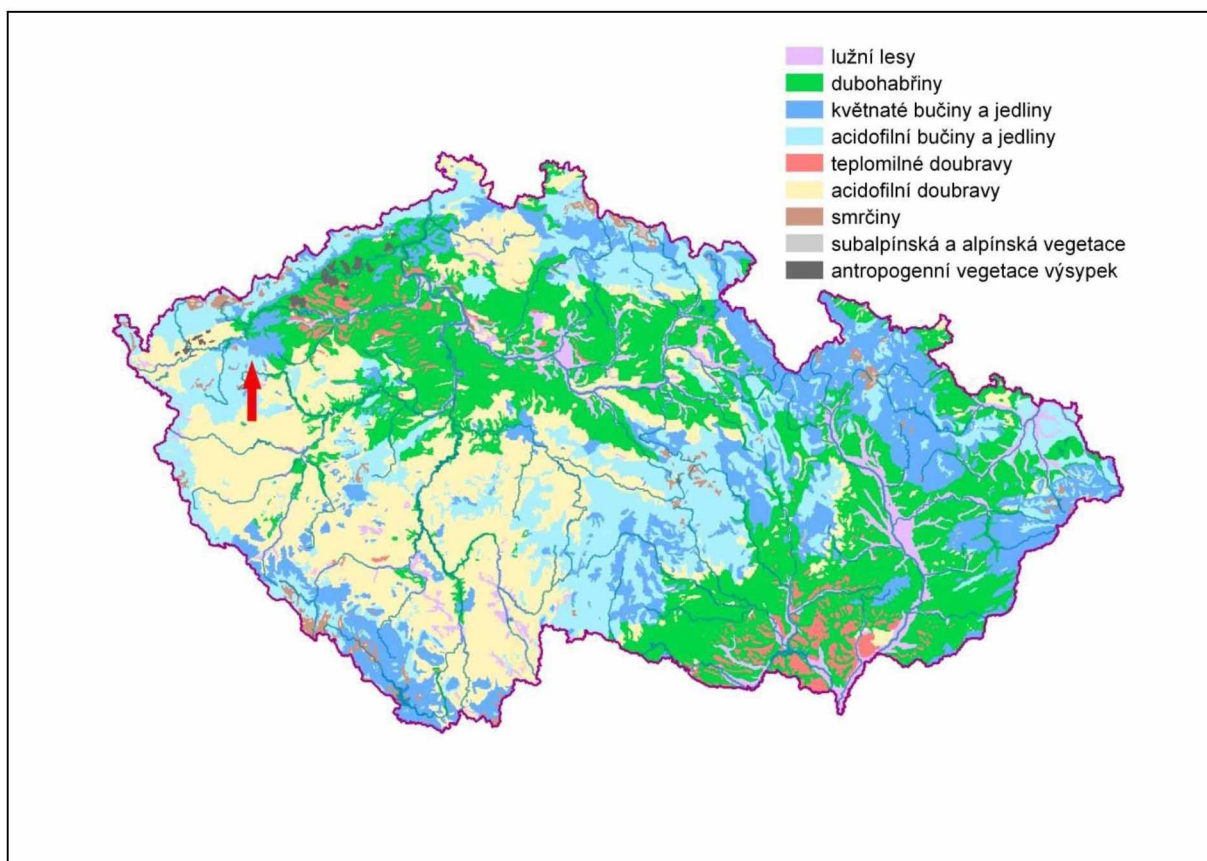 lužní lesy
dubohabřiny
květnaté bučiny a jedliny
acidofilní bučiny a jedliny
teplomilné doubravy
acidofilní doubravy
smrčiny
subalpínská a alpínská vegetace
antropogenní vegetace výsypek